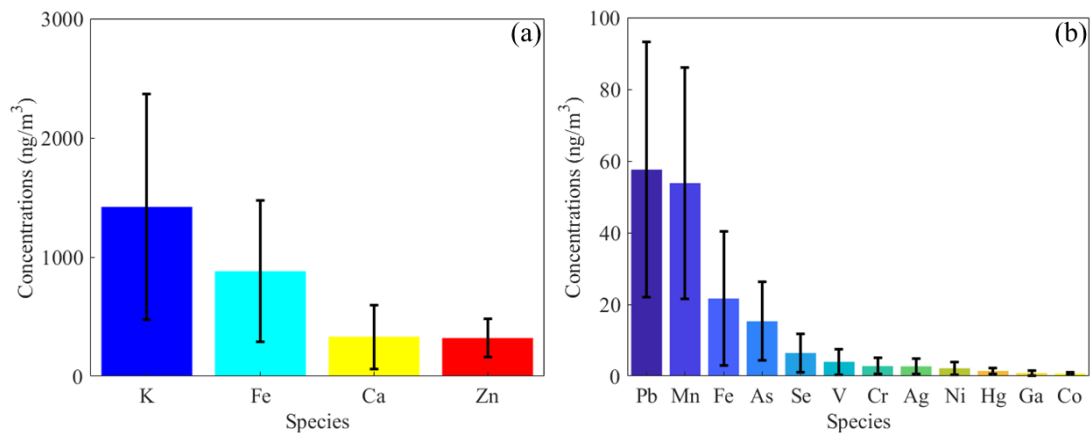 (a)
3000
2000
1000
0
Concentrations (ng/m³)
K Fe Ca Zn
Species
(b)
100
80
60
40
20
0
Concentrations (ng/m³)
Pb Mn Fe As Se V Cr Ag Ni Hg Ga Co
Species